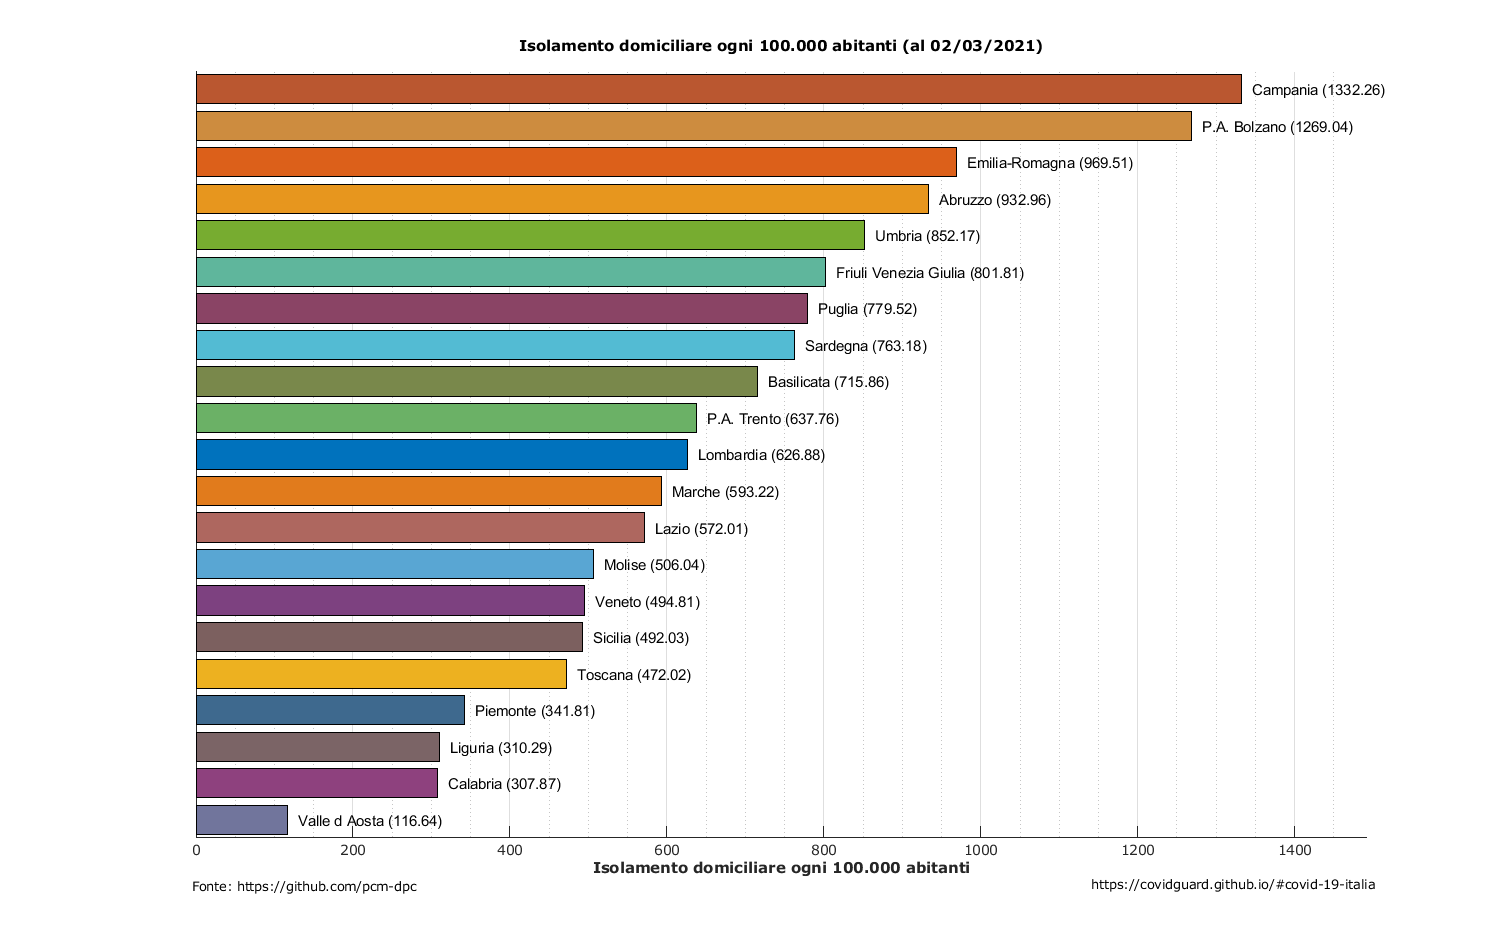 Isolamento domiciliare ogni 100.000 abitanti (al 02/03/2021)
Campania (1332.26)
P.A. Bolzano (1269.04)
Emilia-Romagna (969.51)
Abruzzo (932.96)
Umbria (852.17)
Friuli Venezia Giulia (801.81)
Puglia (779.52)
Sardegna (763.18)
Basilicata (715.86)
P.A. Trento (637.76)
Lombardia (626.88)
Marche (593.22)
Lazio (572.01)
Molise (506.04)
Veneto (494.81)
Sicilia (492.03)
Toscana (472.02)
Piemonte (341.81)
Liguria (310.29)
Calabria (307.87)
Valle d Aosta (116.64)
0 200 400 600 800 1000 1200 1400
Isolamento domiciliare ogni 100.000 abitanti
Fonte: https://github.com/pcm-dpc
https://covidguard.github.io/#covid-19-italia